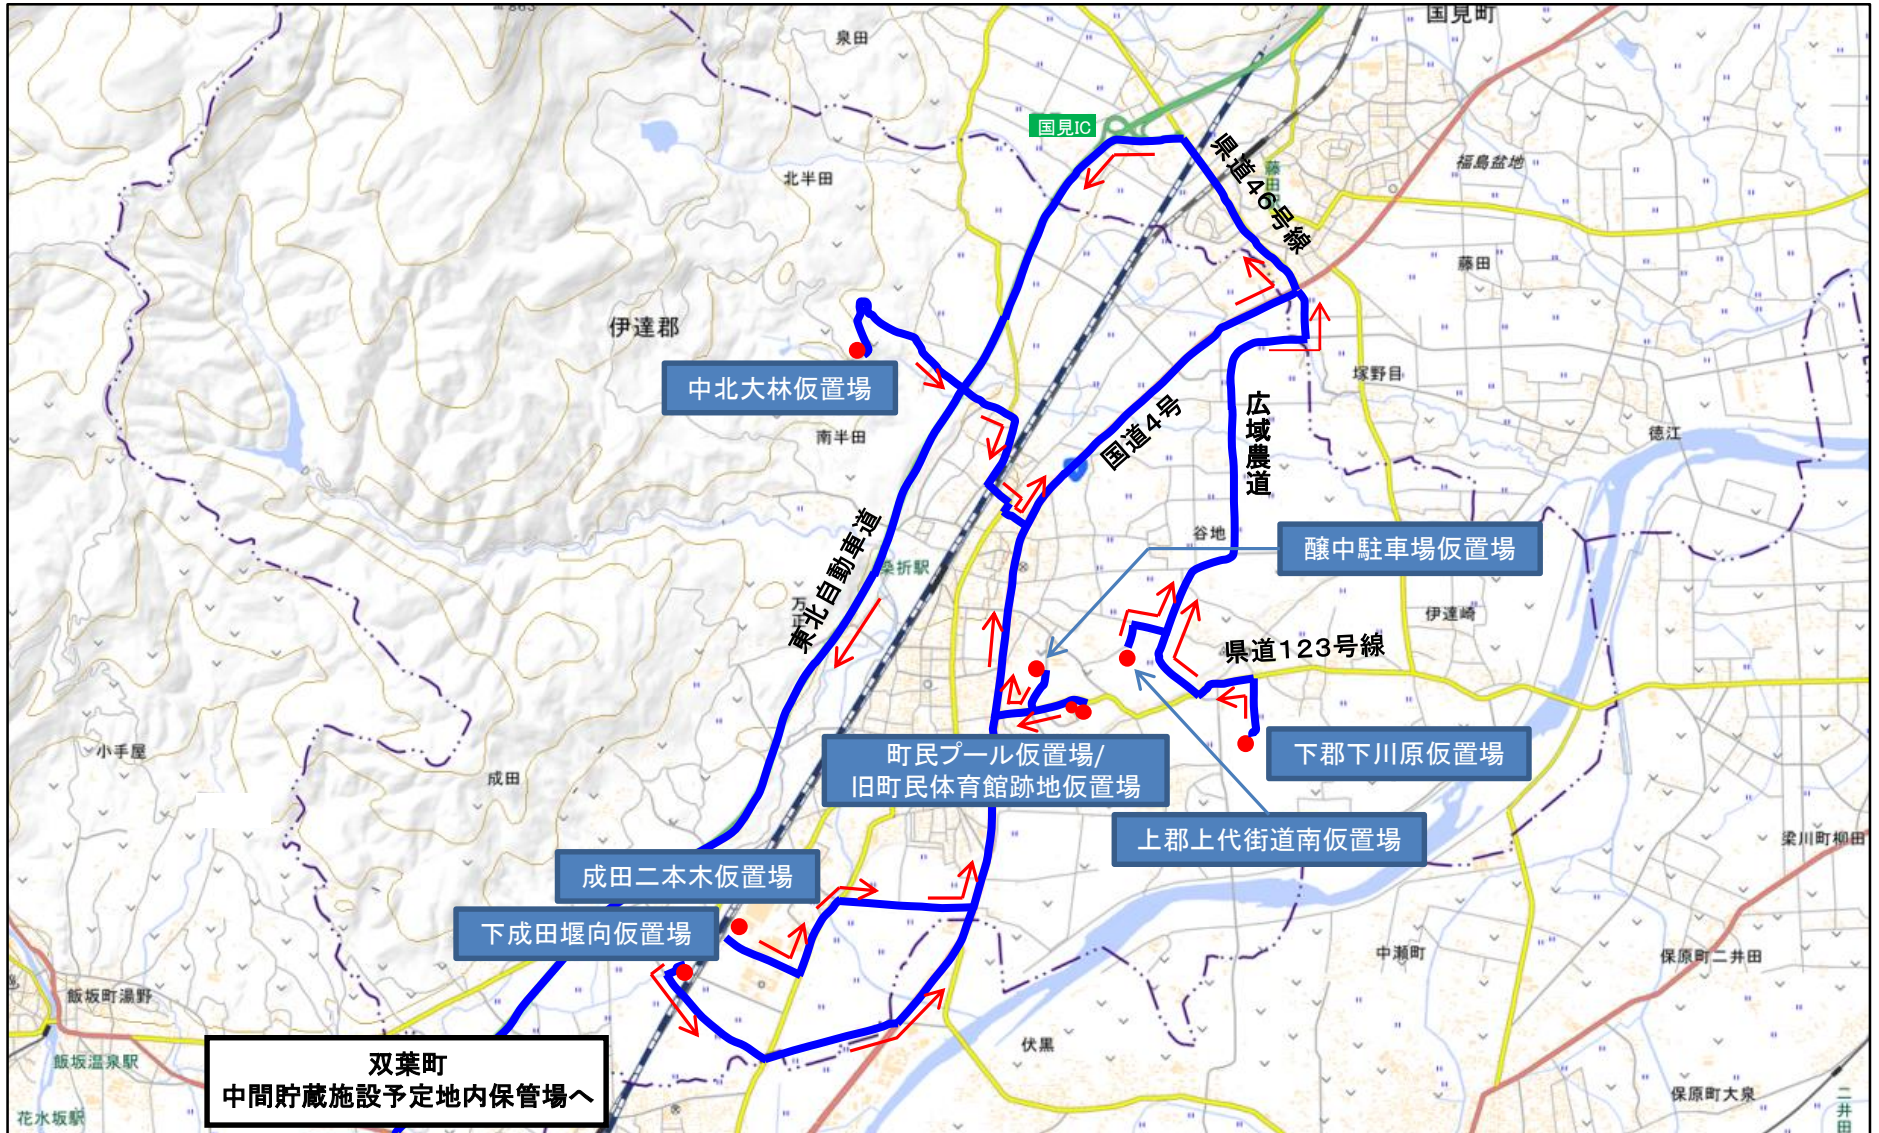 国見町
泉田
国見IC
県道46号線
福島盆地
北半田
藤田
伊達郡
中北大林仮置場
塚野目
南半田
国道4号
広域農道
徳江
東北自動車道
桑折駅
谷地
醸中駐車場仮置場
伊達崎
県道123号線
小手屋
成田
町民プール仮置場/
旧町民体育館跡地仮置場
下郡下川原仮置場
上郡上代街道南仮置場
梁川町柳田
成田二本木仮置場
下成田堰向仮置場
中瀬町
保原町二井田
飯坂町湯野
飯坂温泉駅
伏黒
双葉町
中間貯蔵施設予定地内保管場へ
保原町大泉
花水坂駅
二井田